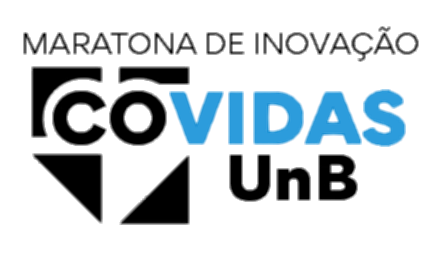 MARATONA DE INOVAÇÃO
COVIDAS
UnB